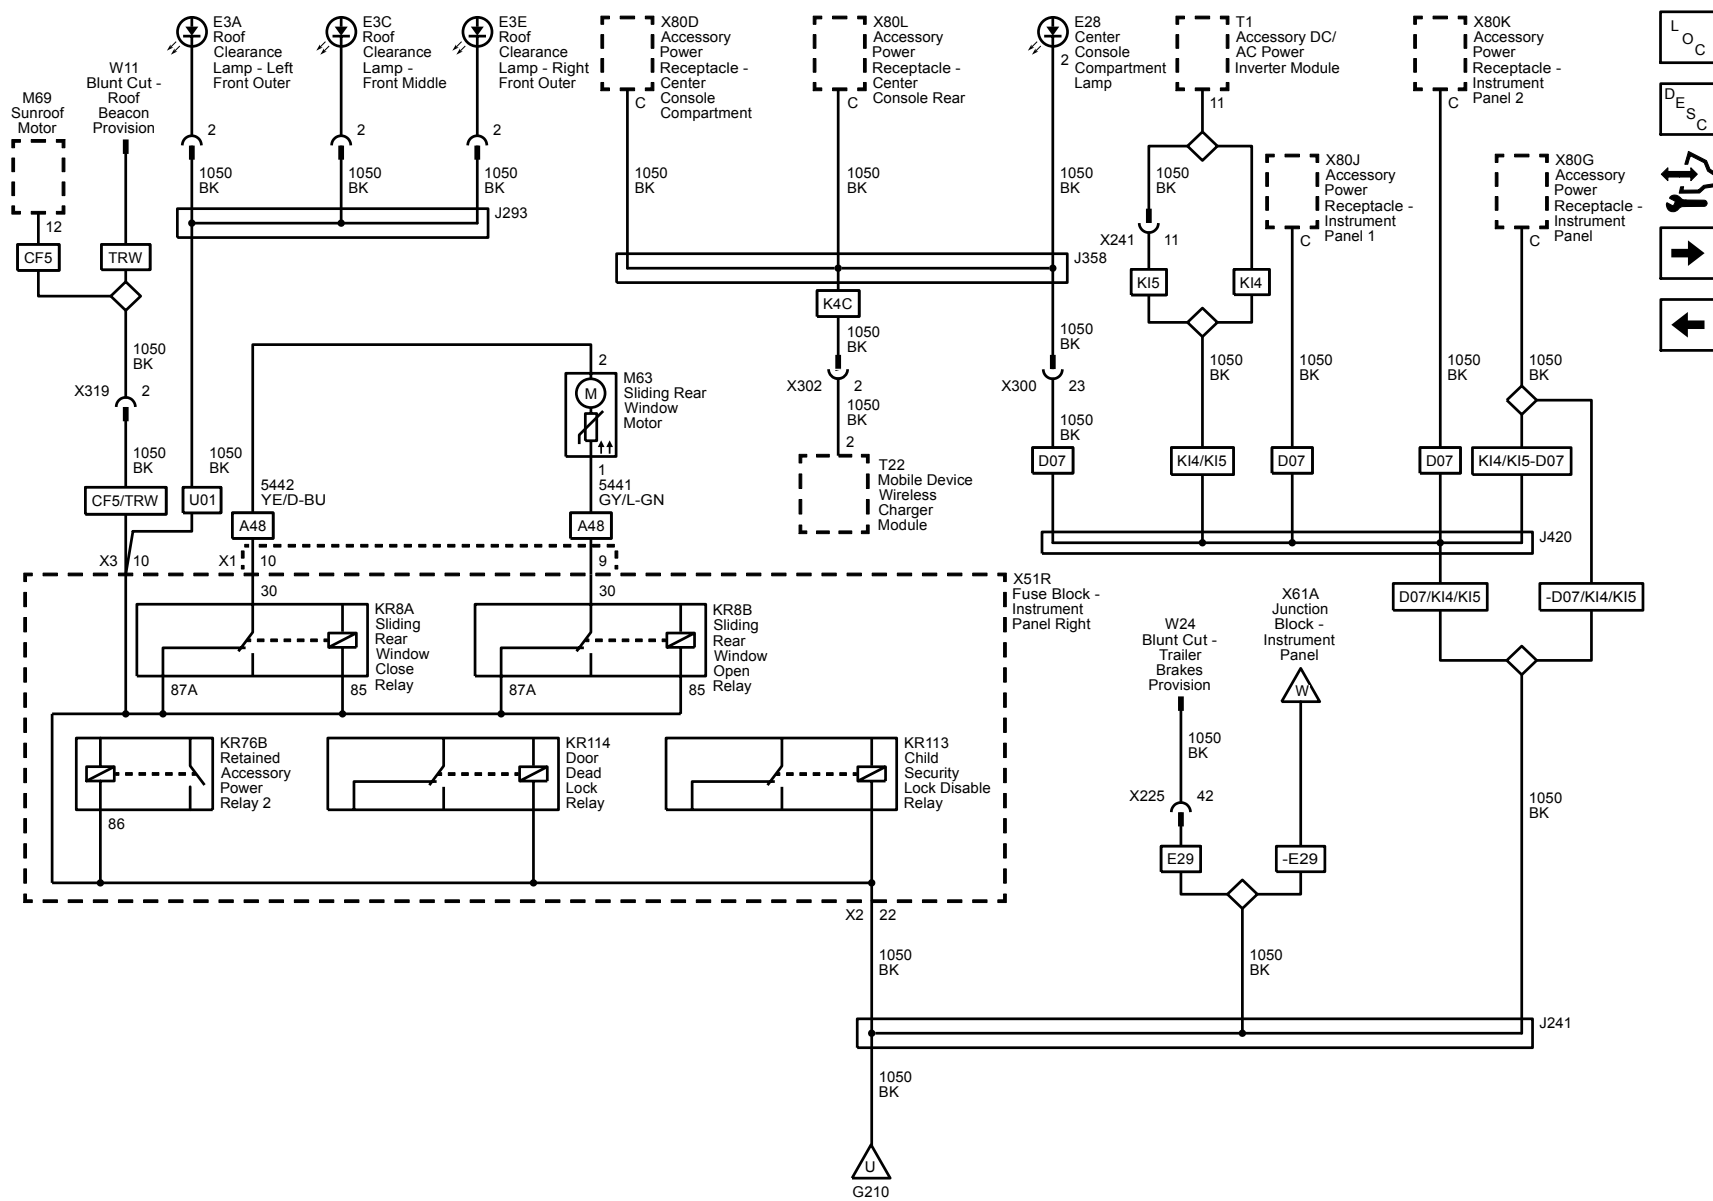 E3A
Roof
Clearance
Lamp - Left
Front Outer
E3C
Roof
Clearance
Lamp -
Front Middle
E3E
Roof
Clearance
Lamp - Right
Front Outer
X80D
Accessory
Power
Receptacle -
Center
Console
Compartment
X80L
Accessory
Power
Receptacle -
Center
Console Rear
E28
Center
Console
Compartment
Lamp
2
T1
Accessory DC/
AC Power
Inverter Module
X80K
Accessory
Power
Receptacle -
Instrument
Panel 2
L O C
D E S C
W11
Blunt Cut -
Roof
Beacon
Provision
M69
Sunroof
Motor
C
C
11
C
2
2
2
X80J
Accessory
Power
Receptacle -
Instrument
Panel 1
X80G
Accessory
Power
Receptacle -
Instrument
Panel
1050
BK
1050
BK
1050
BK
1050
BK
1050
BK
1050
BK
1050
BK
12
J293
X241
11
C
C
CF5
TRW
J358
KI5
KI4
K4C
1050
BK
X319
2
1050
BK
X302
2
1050
BK
2
1050
BK
X300
23
1050
BK
1050
BK
1050
BK
1050
BK
1050
BK
2
M63
Sliding Rear
Window
Motor
M
1
1050
BK
1050
BK
5442
YE/D-BU
5441
GY/L-GN
T22
Mobile Device
Wireless
Charger
Module
D07
KI4/KI5
D07
D07
KI4/KI5-D07
CF5/TRW
U01
A48
A48
J420
X3
10
X1
10
9
X51R
Fuse Block -
Instrument
Panel Right
30
30
KR8A
Sliding
Rear
Window
Close
Relay
KR8B
Sliding
Rear
Window
Open
Relay
87A
85
87A
85
W24
Blunt Cut -
Trailer
Brakes
Provision
X61A
Junction
Block -
Instrument
Panel
W
D07/KI4/KI5
-D07/KI4/KI5
KR76B
Retained
Accessory
Power
Relay 2
KR114
Door
Dead
Lock
Relay
KR113
Child
Security
Lock Disable
Relay
86
1050
BK
X225
42
1050
BK
E29
-E29
X2
22
1050
BK
1050
BK
J241
1050
BK
U
G210